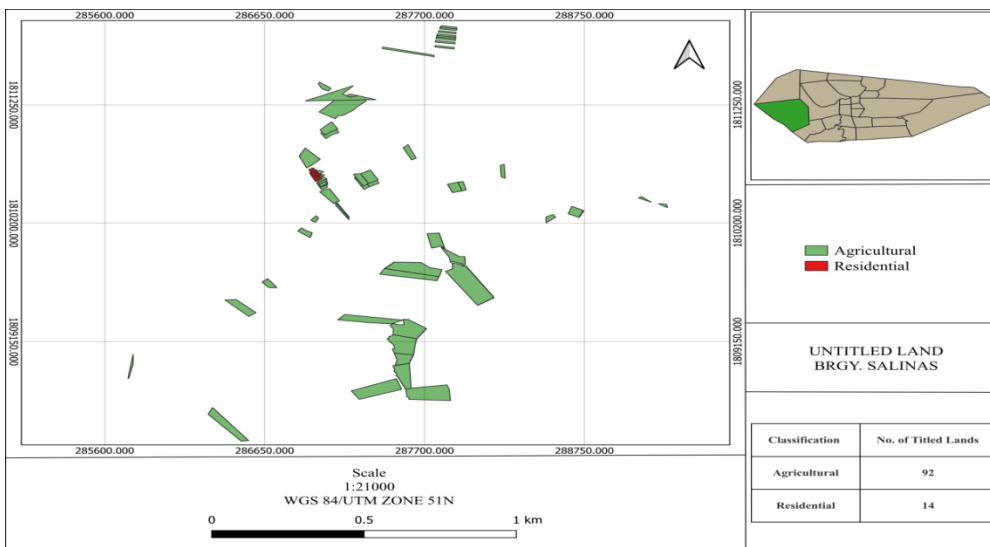 285600.000 286650.000 287700.000 288750.000
1811250.000
1811250.000
1810200.000
1810200.000
1809150.000
1809150.000
285600.000 286650.000 287700.000 288750.000
Scale
1:21000
WGS 84/UTM ZONE 51N
0 0.5 1 km
Agricultural
Residential
UNTITLED LAND
BRGY. SALINAS
Classification No. of Titled Lands
Agricultural 92
Residential 14